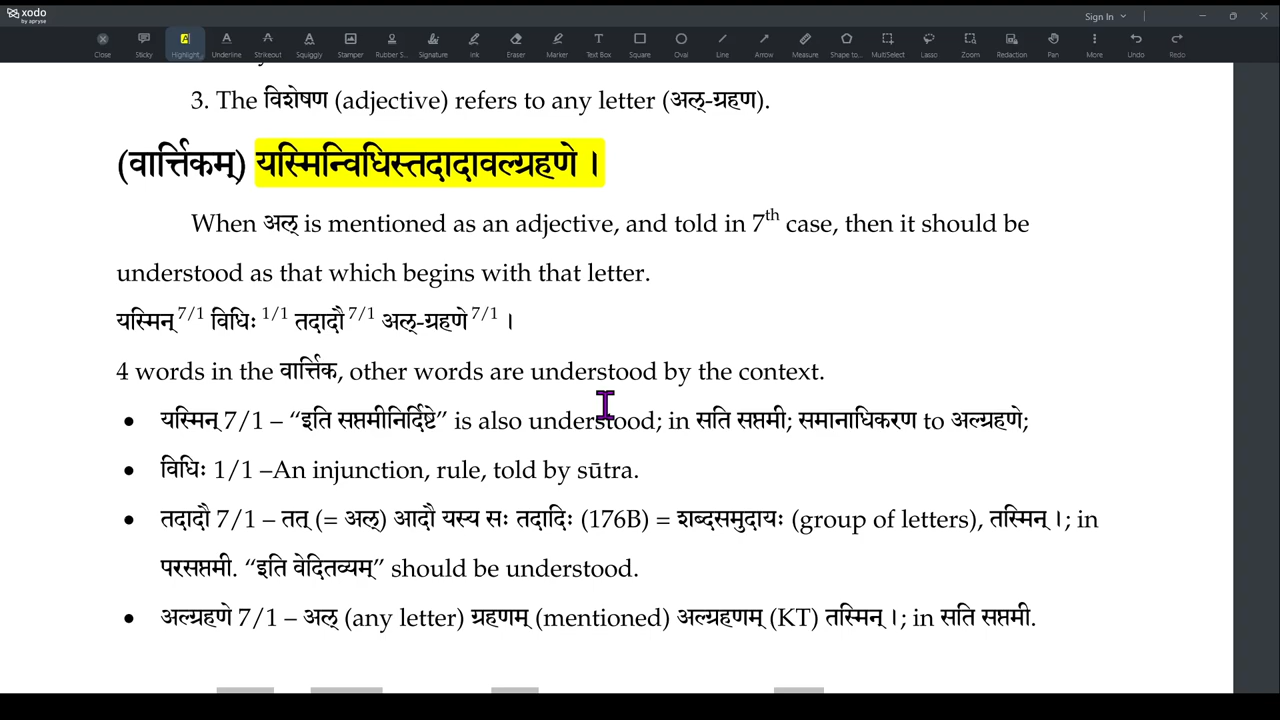 xodo
by apryse
Sign In
Close Sticky Highlight Underline Strikeout Squiggly Stamper Rubber S... Signature Ink Eraser Marker Text Box Square Oval Line Arrow Measure Shape to... MultiSelect Lasso Zoom Redaction Pan More Undo Redo
3. The विशेषण (adjective) refers to any letter (अल्-ग्रहण).
(वार्त्तिकम्) यस्मिन्विधिस्तदादावल्ग्रहणे ।
When अल् is mentioned as an adjective, and told in 7th case, then it should be
understood as that which begins with that letter.
यस्मिन् 7/1 विधिः 1/1 तदादौ 7/1 अल्-ग्रहणे 7/1 ।
4 words in the वार्त्तिक, other words are understood by the context.
• यस्मिन् 7/1 – “इति सप्तमीनिर्दिष्टे” is also understood; in सति सप्तमी; समानाधिकरण to अल्ग्रहणे;
• विधिः 1/1 –An injunction, rule, told by sūtra.
• तदादौ 7/1 – तत् (= अल्) आदौ यस्य सः तदादिः (176B) = शब्दसमुदायः (group of letters), तस्मिन् ।; in
परसप्तमी. “इति वेदितव्यम्” should be understood.
• अल्ग्रहणे 7/1 – अल् (any letter) ग्रहणम् (mentioned) अल्ग्रहणम् (KT) तस्मिन् ।; in सति सप्तमी.